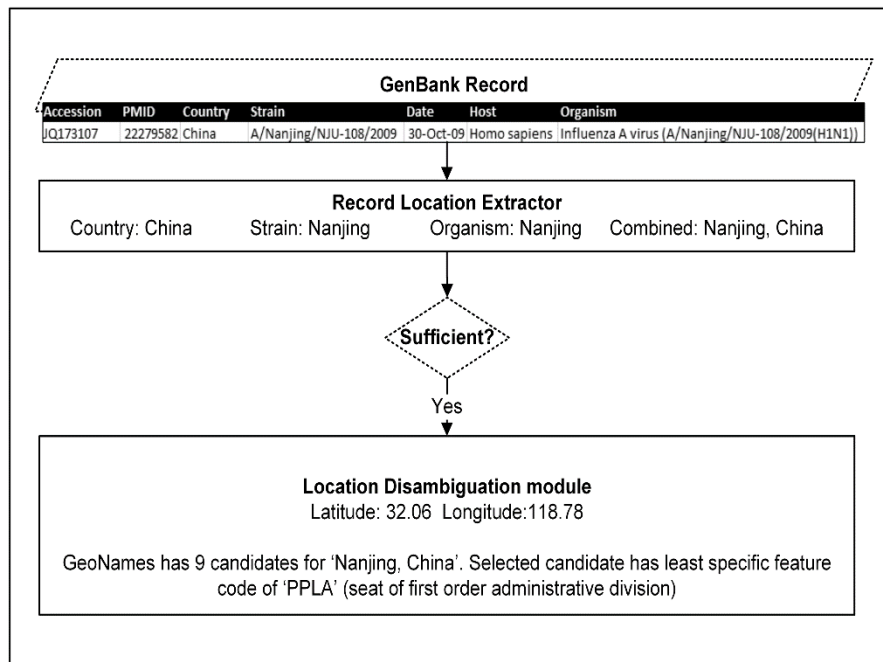 GenBank Record
Accession PMID Country Strain Date Host Organism
JQ173107 22279582 China A/Nanjing/NJU-108/2009 30-Oct-09 Homo sapiens Influenza A virus (A/Nanjing/NJU-108/2009(H1N1))
Record Location Extractor
Country: China Strain: Nanjing Organism: Nanjing Combined: Nanjing, China
Sufficient?
Yes
Location Disambiguation module
Latitude: 32.06 Longitude:118.78
GeoNames has 9 candidates for ‘Nanjing, China’. Selected candidate has least specific feature
code of ‘PPLA’ (seat of first order administrative division)